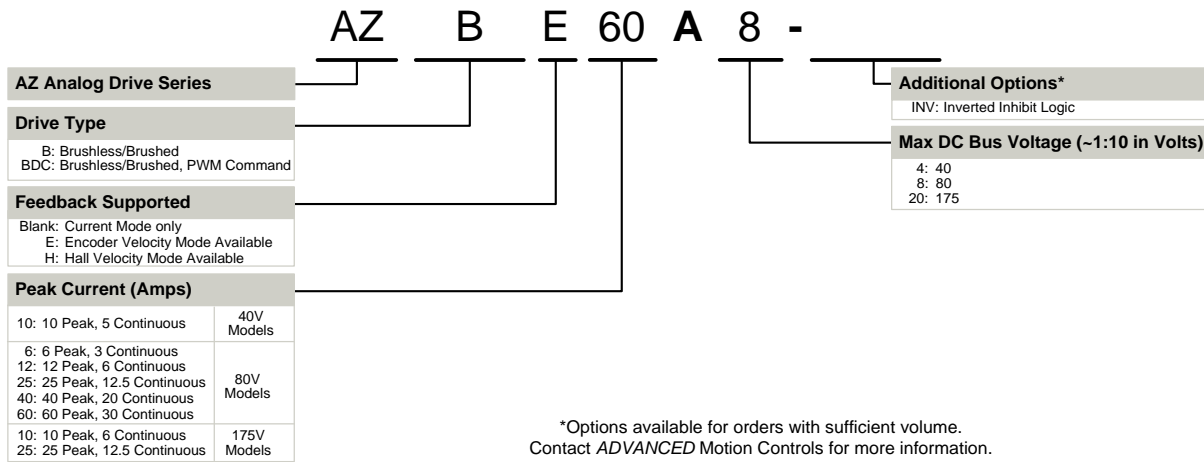 AZ B E 60 A 8 -
AZ Analog Drive Series
Drive Type
B: Brushless/Brushed
BDC: Brushless/Brushed, PWM Command
Feedback Supported
Blank: Current Mode only
E: Encoder Velocity Mode Available
H: Hall Velocity Mode Available
Peak Current (Amps)
10: 10 Peak, 5 Continuous
40V
Models
6: 6 Peak, 3 Continuous
12: 12 Peak, 6 Continuous
25: 25 Peak, 12.5 Continuous
40: 40 Peak, 20 Continuous
60: 60 Peak, 30 Continuous
80V
Models
10: 10 Peak, 6 Continuous
25: 25 Peak, 12.5 Continuous
175V
Models
Additional Options*
INV: Inverted Inhibit Logic
Max DC Bus Voltage (~1:10 in Volts)
4: 40
8: 80
20: 175
*Options available for orders with sufficient volume.
Contact ADVANCED Motion Controls for more information.